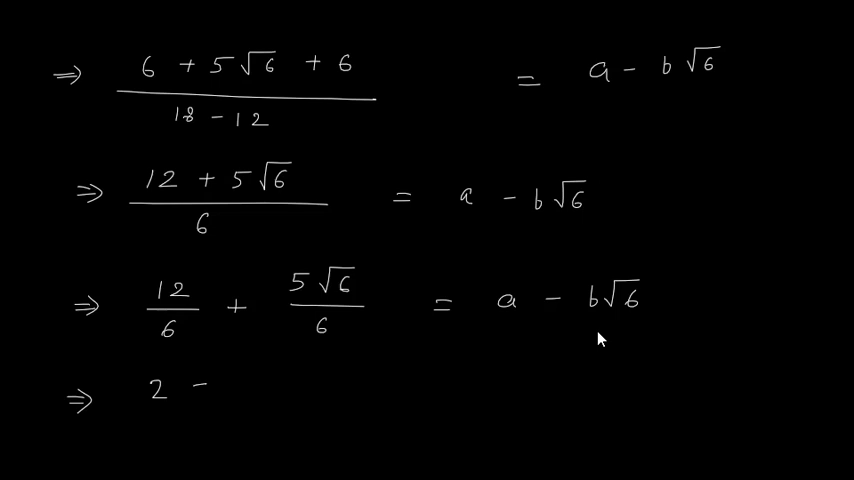 ⇒ (6 + 5√6 + 6)/(18 - 12) = a - b√6
⇒ (12 + 5√6)/6 = a - b√6
⇒ 12/6 + 5√6/6 = a - b√6
⇒ 2 -